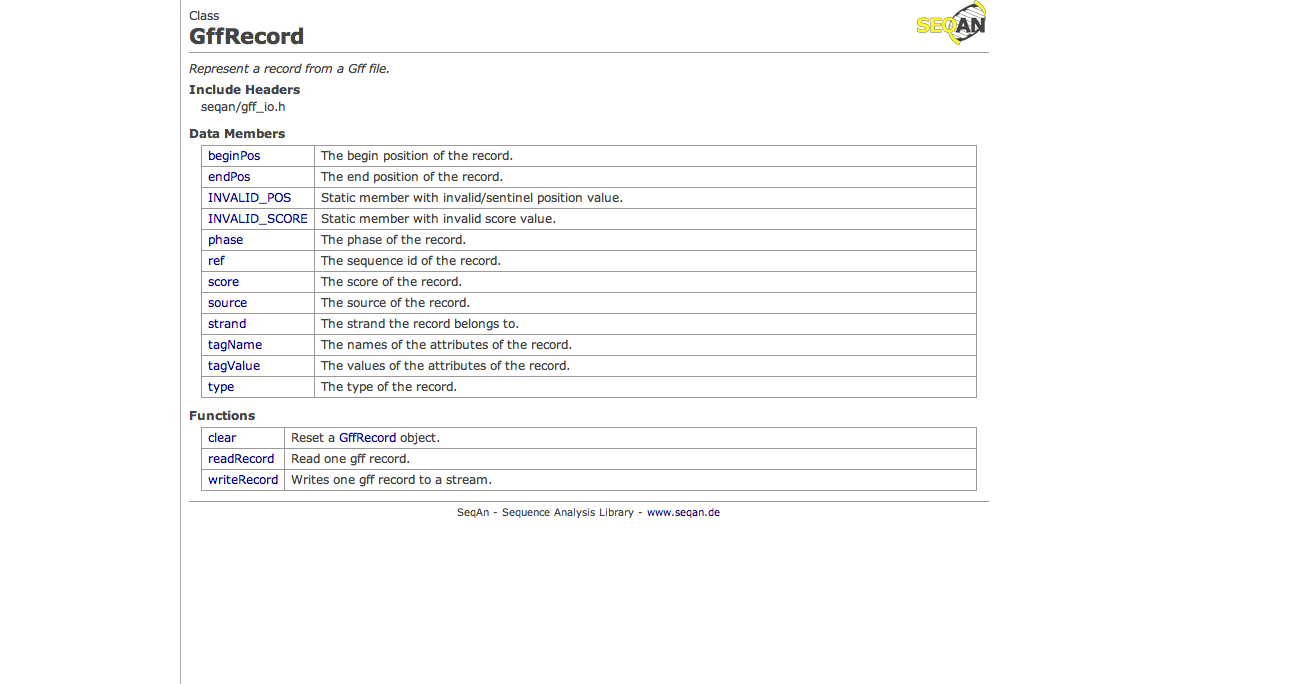 Class
GffRecord
SEQAN
Represent a record from a Gff file.
Include Headers
seqan/gff_io.h
Data Members
beginPos The begin position of the record.
endPos The end position of the record.
INVALID_POS Static member with invalid/sentinel position value.
INVALID_SCORE Static member with invalid score value.
phase The phase of the record.
ref The sequence id of the record.
score The score of the record.
source The source of the record.
strand The strand the record belongs to.
tagName The names of the attributes of the record.
tagValue The values of the attributes of the record.
type The type of the record.
Functions
clear Reset a GffRecord object.
readRecord Read one gff record.
writeRecord Writes one gff record to a stream.
SeqAn - Sequence Analysis Library - www.seqan.de